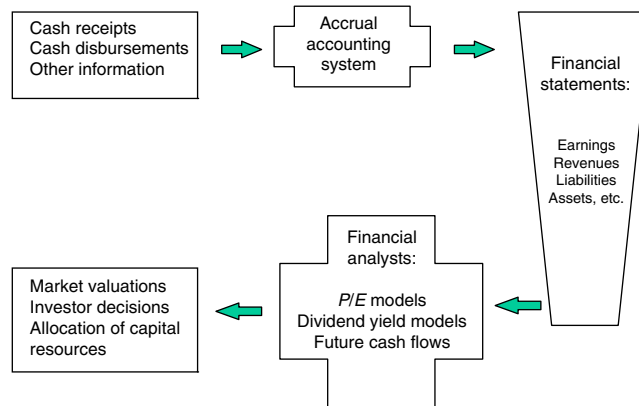 Cash receipts
Cash disbursements
Other information
Accrual
accounting
system
Financial
statements:
Earnings
Revenues
Liabilities
Assets, etc.
Financial
analysts:
P/E models
Dividend yield models
Future cash flows
Market valuations
Investor decisions
Allocation of capital
resources